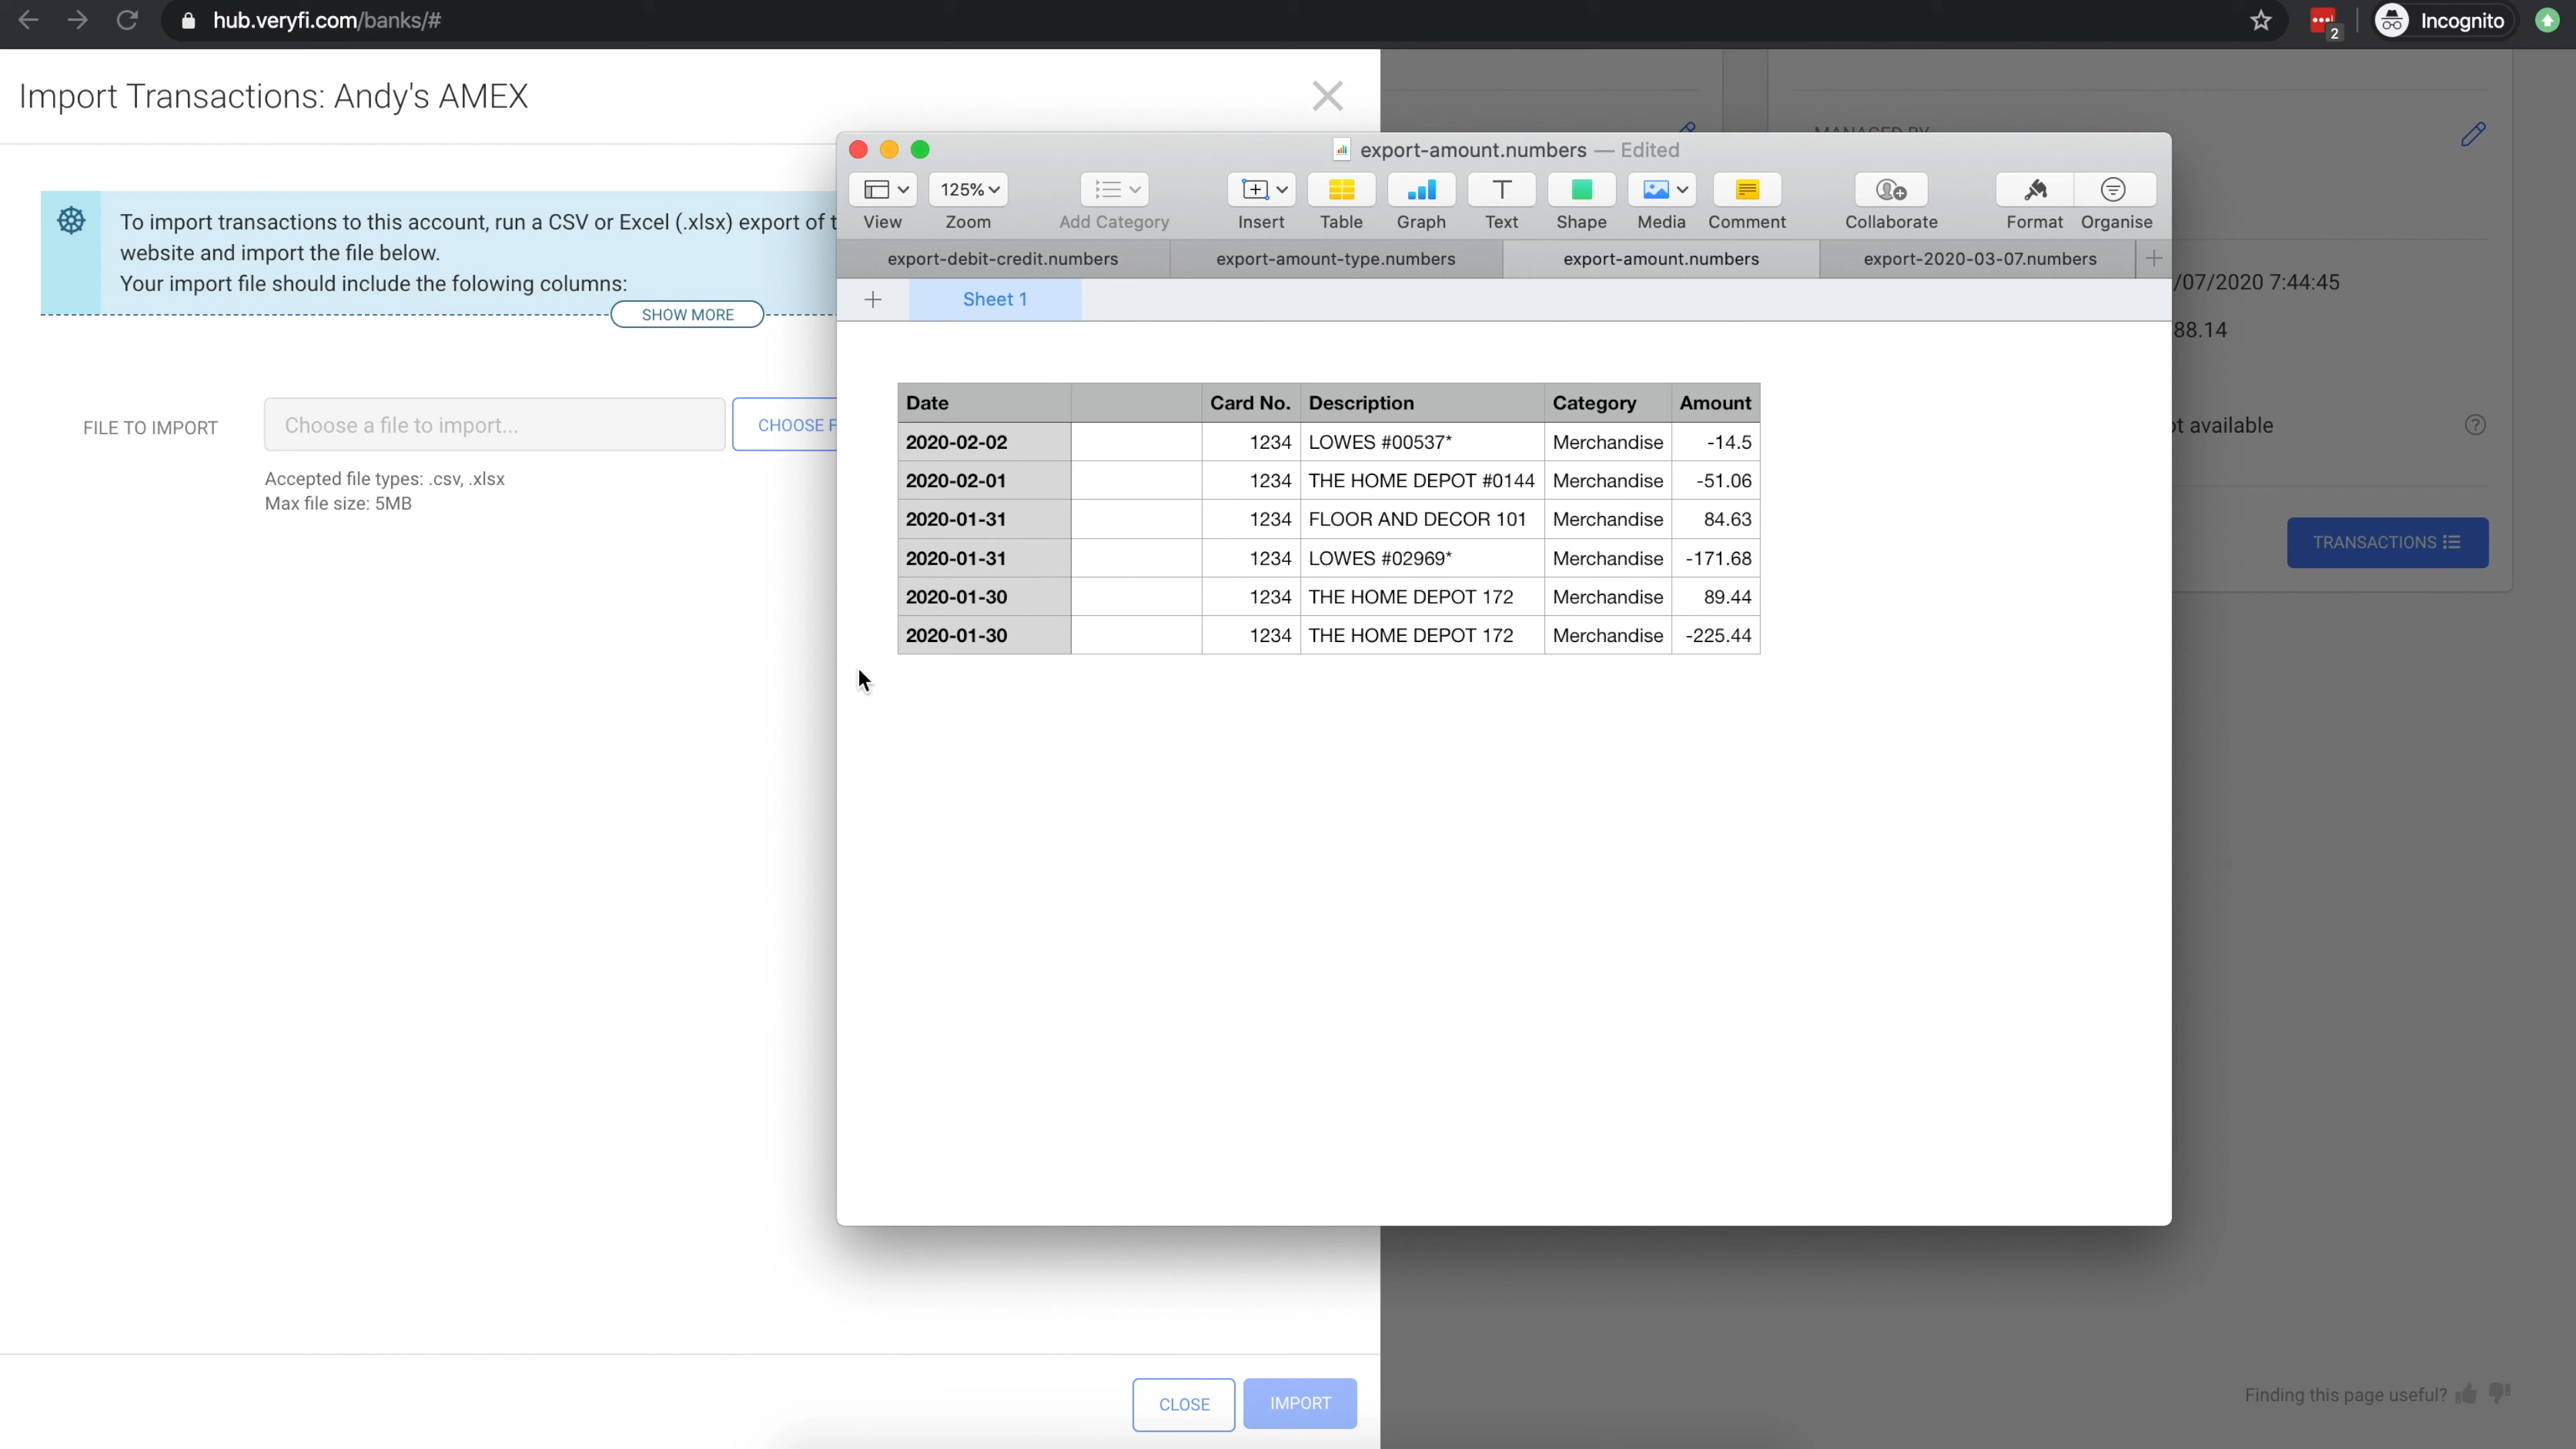 hub.veryfi.com/banks/#
2
Incognito
Import Transactions: Andy's AMEX
To import transactions to this account, run a CSV or Excel (.xlsx) export of
website and import the file below.
Your import file should include the folowing columns:
SHOW MORE
FILE TO IMPORT
Choose a file to import...
CHOOSE
Accepted file types: .csv, .xlsx
Max file size: 5MB
CLOSE
IMPORT
export-amount.numbers — Edited
125%
View
Zoom
Add Category
Insert
Table
Graph
Text
Shape
Media
Comment
Collaborate
Format
Organise
export-debit-credit.numbers
export-amount-type.numbers
export-amount.numbers
export-2020-03-07.numbers
Sheet 1
Date Card No. Description Category Amount
2020-02-02 1234 LOWES #00537* Merchandise -14.5
2020-02-01 1234 THE HOME DEPOT #0144 Merchandise -51.06
2020-01-31 1234 FLOOR AND DECOR 101 Merchandise 84.63
2020-01-31 1234 LOWES #02969* Merchandise -171.68
2020-01-30 1234 THE HOME DEPOT 172 Merchandise 89.44
2020-01-30 1234 THE HOME DEPOT 172 Merchandise -225.44
/07/2020 7:44:45
88.14
available
TRANSACTIONS
Finding this page useful?